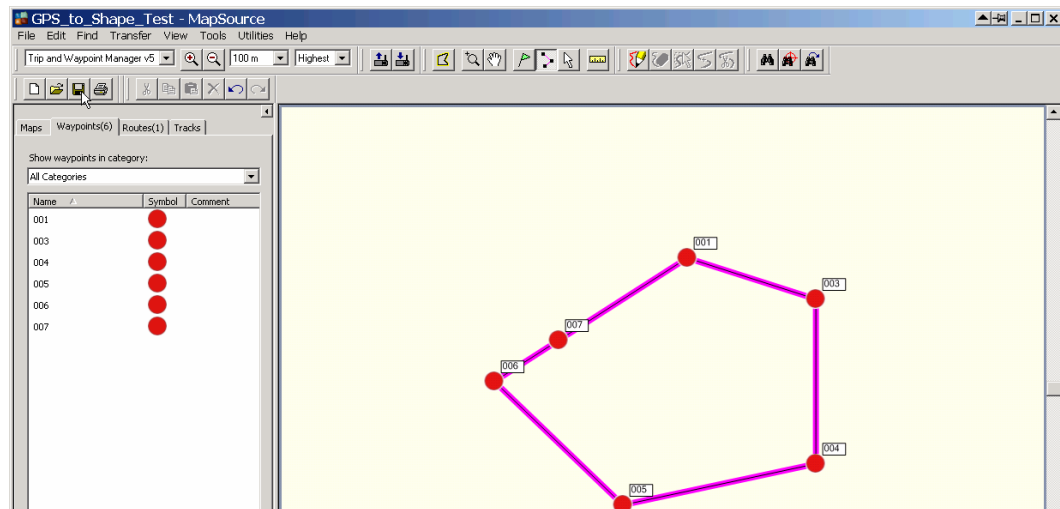 GPS_to_Shape_Test - MapSource
File Edit Find Transfer View Tools Utilities Help
Trip and Waypoint Manager v5 100 m Highest
Maps Waypoints(6) Routes(1) Tracks
Show waypoints in category:
All Categories
Name Symbol Comment
001
003
004
005
006
007
001
003
007
006
004
005